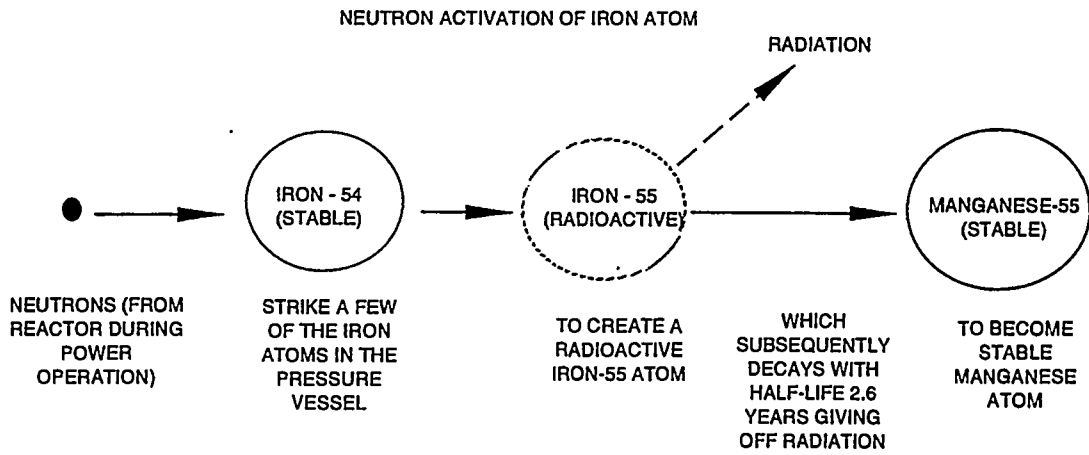 NEUTRON ACTIVATION OF IRON ATOM
RADIATION
IRON - 54
(STABLE)
IRON - 55
(RADIOACTIVE)
MANGANESE-55
(STABLE)
NEUTRONS (FROM
REACTOR DURING
POWER
OPERATION)
STRIKE A FEW
OF THE IRON
ATOMS IN THE
PRESSURE
VESSEL
TO CREATE A
RADIOACTIVE
IRON-55 ATOM
WHICH
SUBSEQUENTLY
DECAYS WITH
HALF-LIFE 2.6
YEARS GIVING
OFF RADIATION
TO BECOME
STABLE
MANGANESE
ATOM